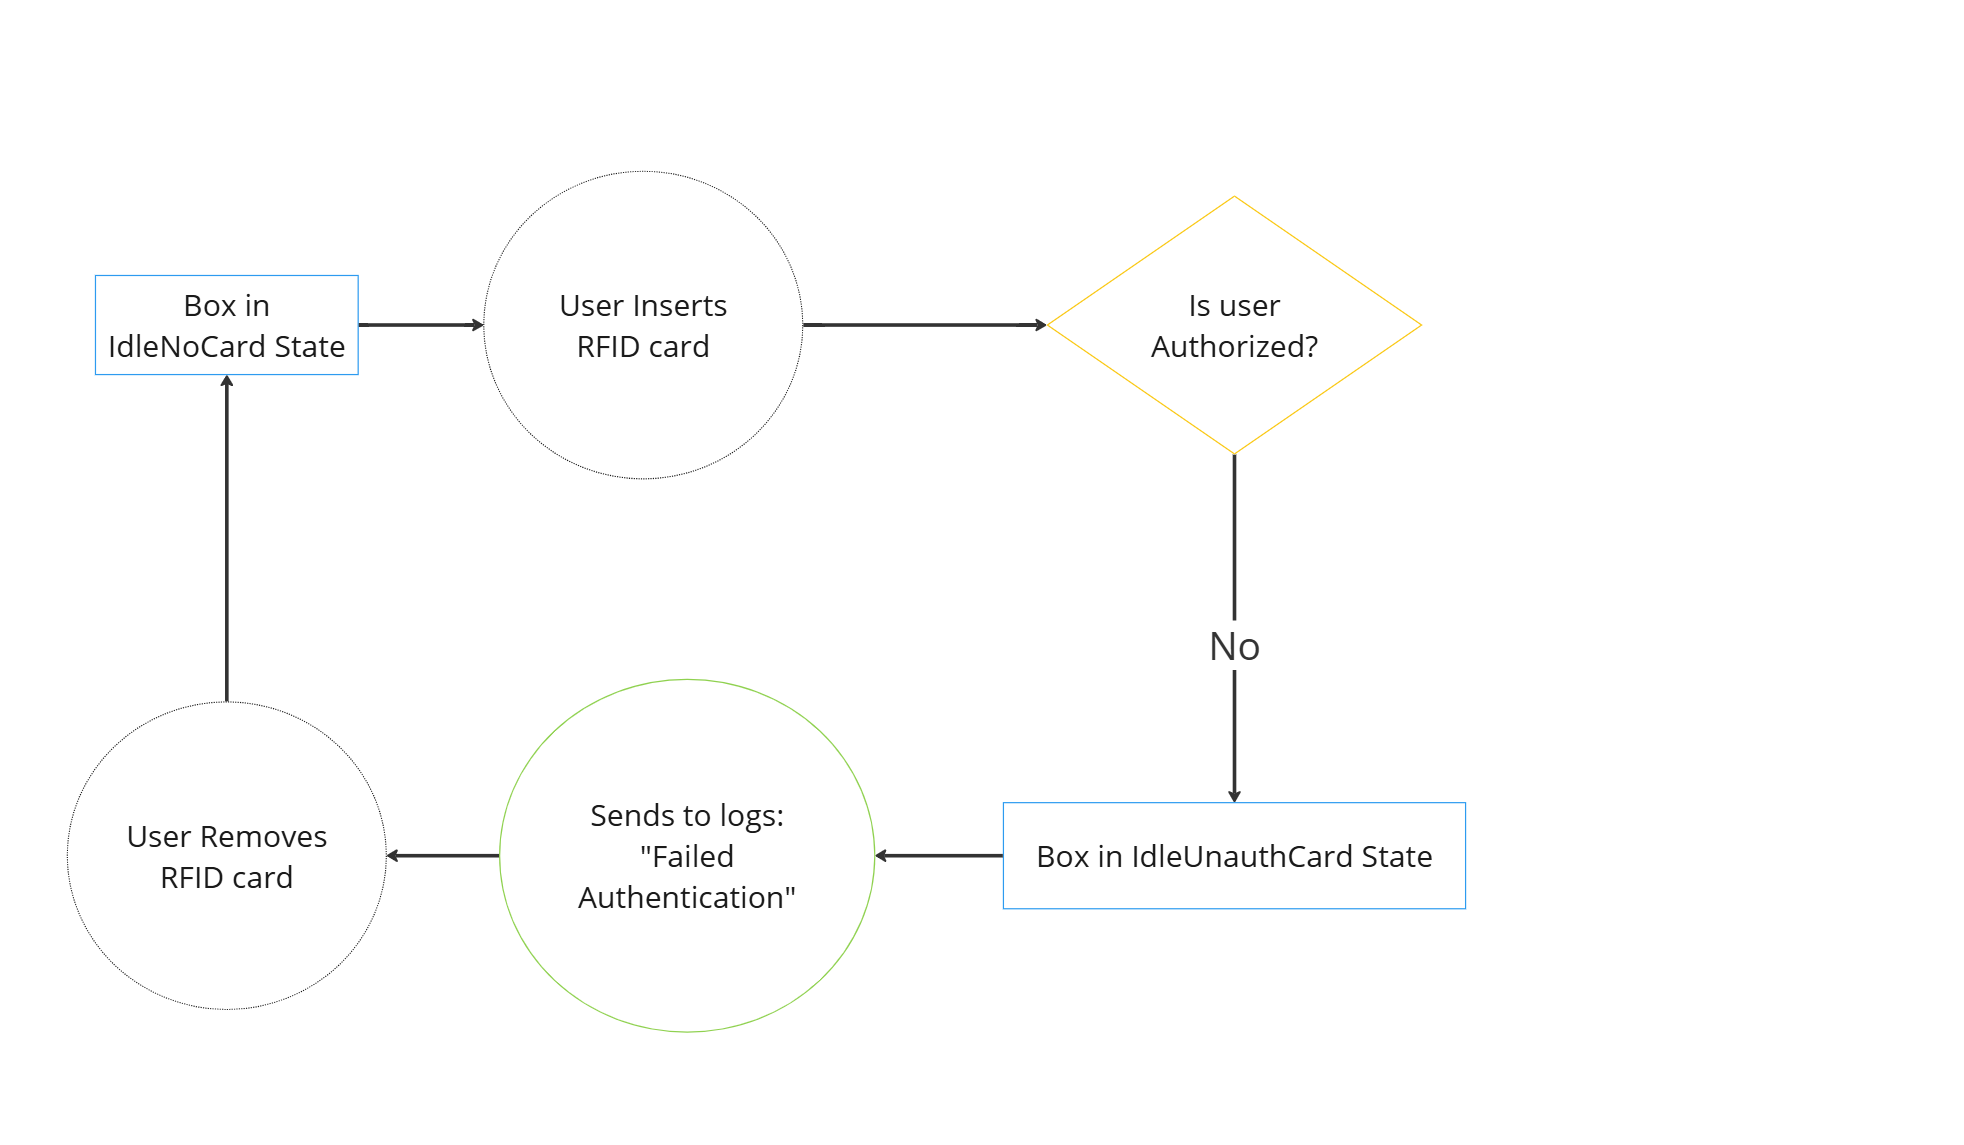 Box in
IdleNoCard State
User Inserts
RFID card
Is user
Authorized?
No
Box in IdleUnauthCard State
Sends to logs:
"Failed
Authentication"
User Removes
RFID card